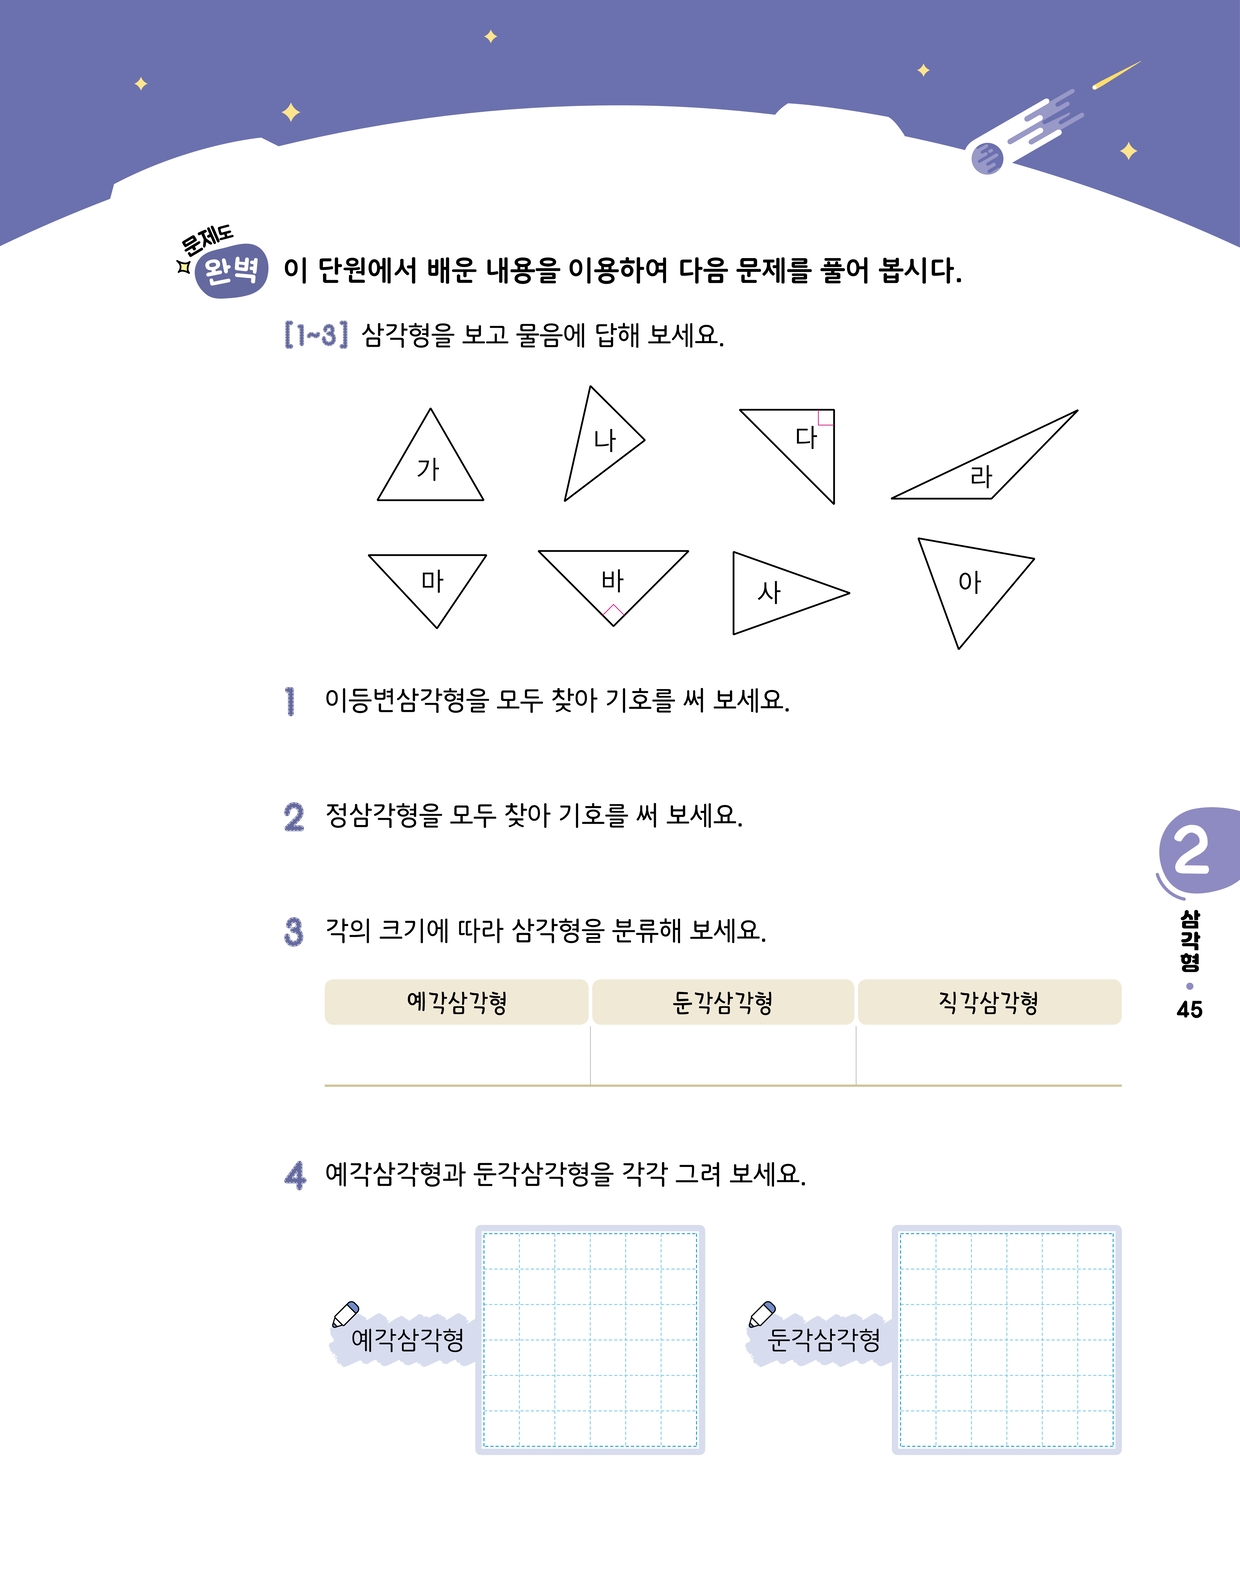 문제도
완벽
이 단원에서 배운 내용을 이용하여 다음 문제를 풀어 봅시다.
[1~3] 삼각형을 보고 물음에 답해 보세요.
가
나
다
라
마
바
사
아
1 이등변삼각형을 모두 찾아 기호를 써 보세요.
2 정삼각형을 모두 찾아 기호를 써 보세요.
3 각의 크기에 따라 삼각형을 분류해 보세요.
예각삼각형 둔각삼각형 직각삼각형
4 예각삼각형과 둔각삼각형을 각각 그려 보세요.
예각삼각형
둔각삼각형
2
삼각형
45